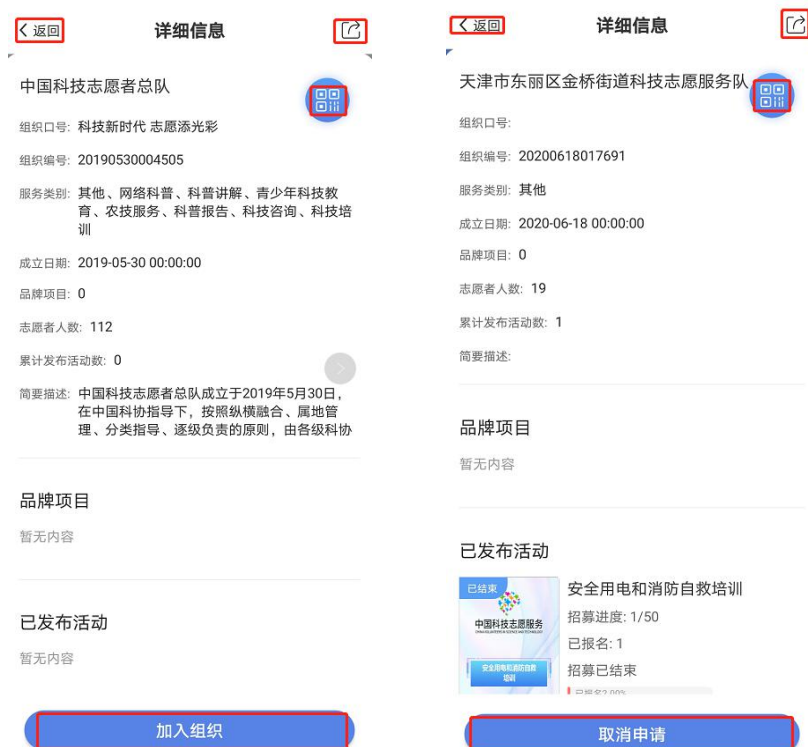 返回
详细信息
中国科技志愿者总队
组织口号: 科技新时代 志愿添光彩
组织编号: 20190530004505
服务类别: 其他、网络科普、科普讲解、青少年科技教
育、农技服务、科普报告、科技咨询、科技培
训
成立日期: 2019-05-30 00:00:00
品牌项目: 0
志愿者人数: 112
累计发布活动数: 0
简要描述: 中国科技志愿者总队成立于2019年5月30日，
在中国科协指导下，按照纵横融合、属地管
理、分类指导、逐级负责的原则，由各级科协
品牌项目
暂无内容
已发布活动
暂无内容
加入组织
返回
详细信息
天津市东丽区金桥街道科技志愿服务队
组织口号:
组织编号: 20200618017691
服务类别: 其他
成立日期: 2020-06-18 00:00:00
品牌项目: 0
志愿者人数: 19
累计发布活动数: 1
简要描述:
品牌项目
暂无内容
已发布活动
已结束
中国科技志愿服务
安全用电和消防自救
培训
安全用电和消防自救培训
招募进度: 1/50
已报名: 1
招募已结束
已报名2.00%
取消申请